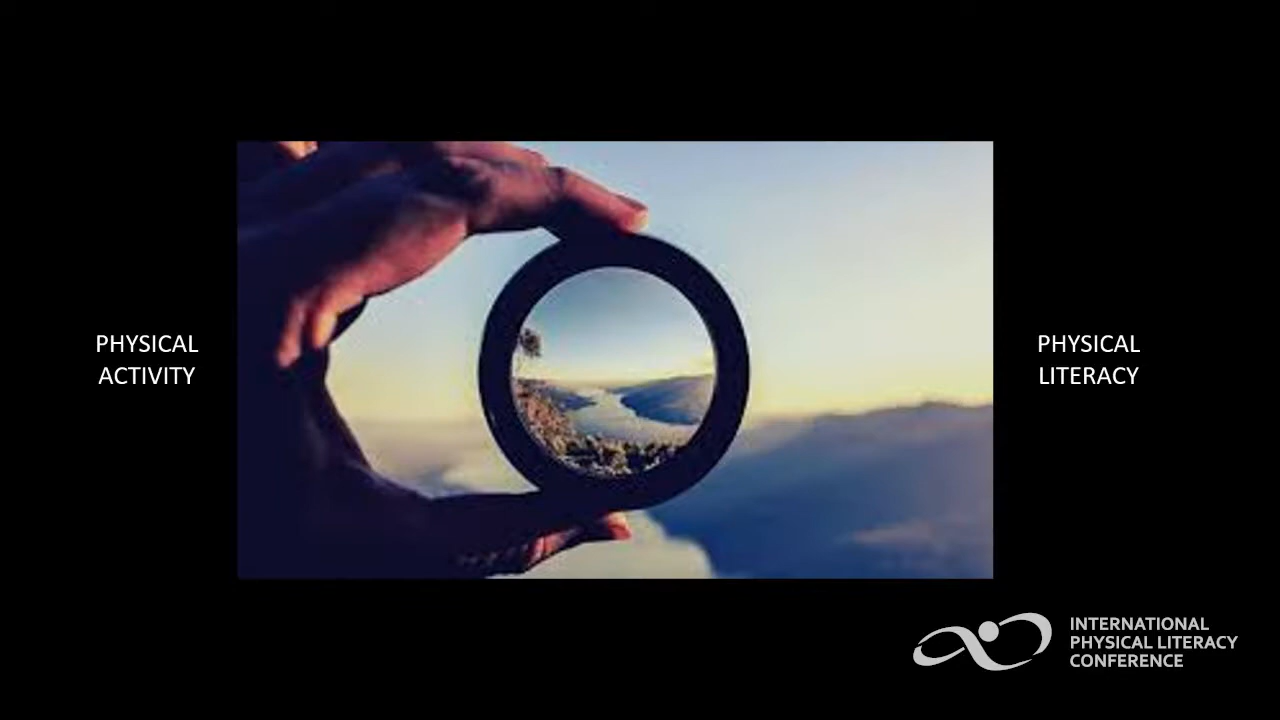 PHYSICAL
ACTIVITY
PHYSICAL
LITERACY
INTERNATIONAL
PHYSICAL LITERACY
CONFERENCE